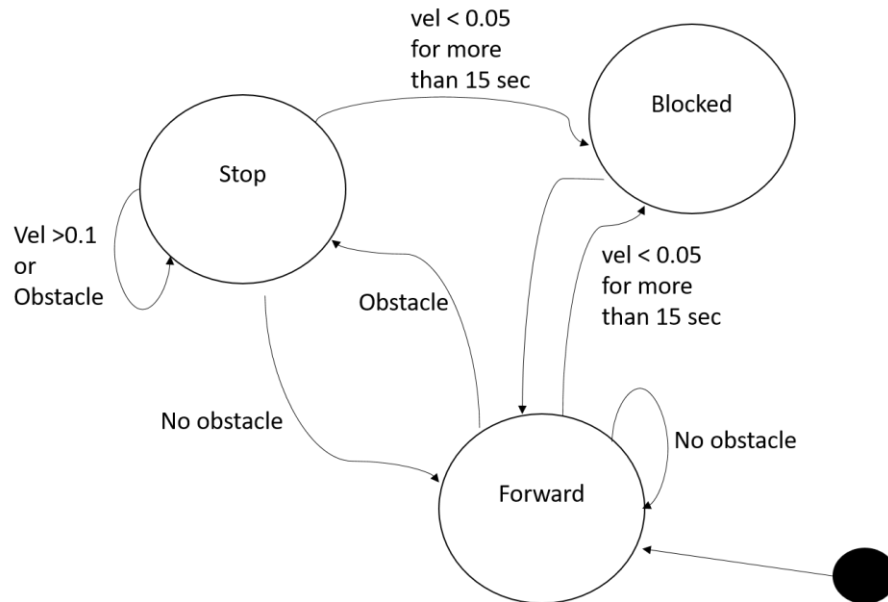 vel < 0.05
for more
than 15 sec
Blocked
Stop
Vel >0.1
or
Obstacle
vel < 0.05
for more
than 15 sec
Obstacle
No obstacle
No obstacle
Forward